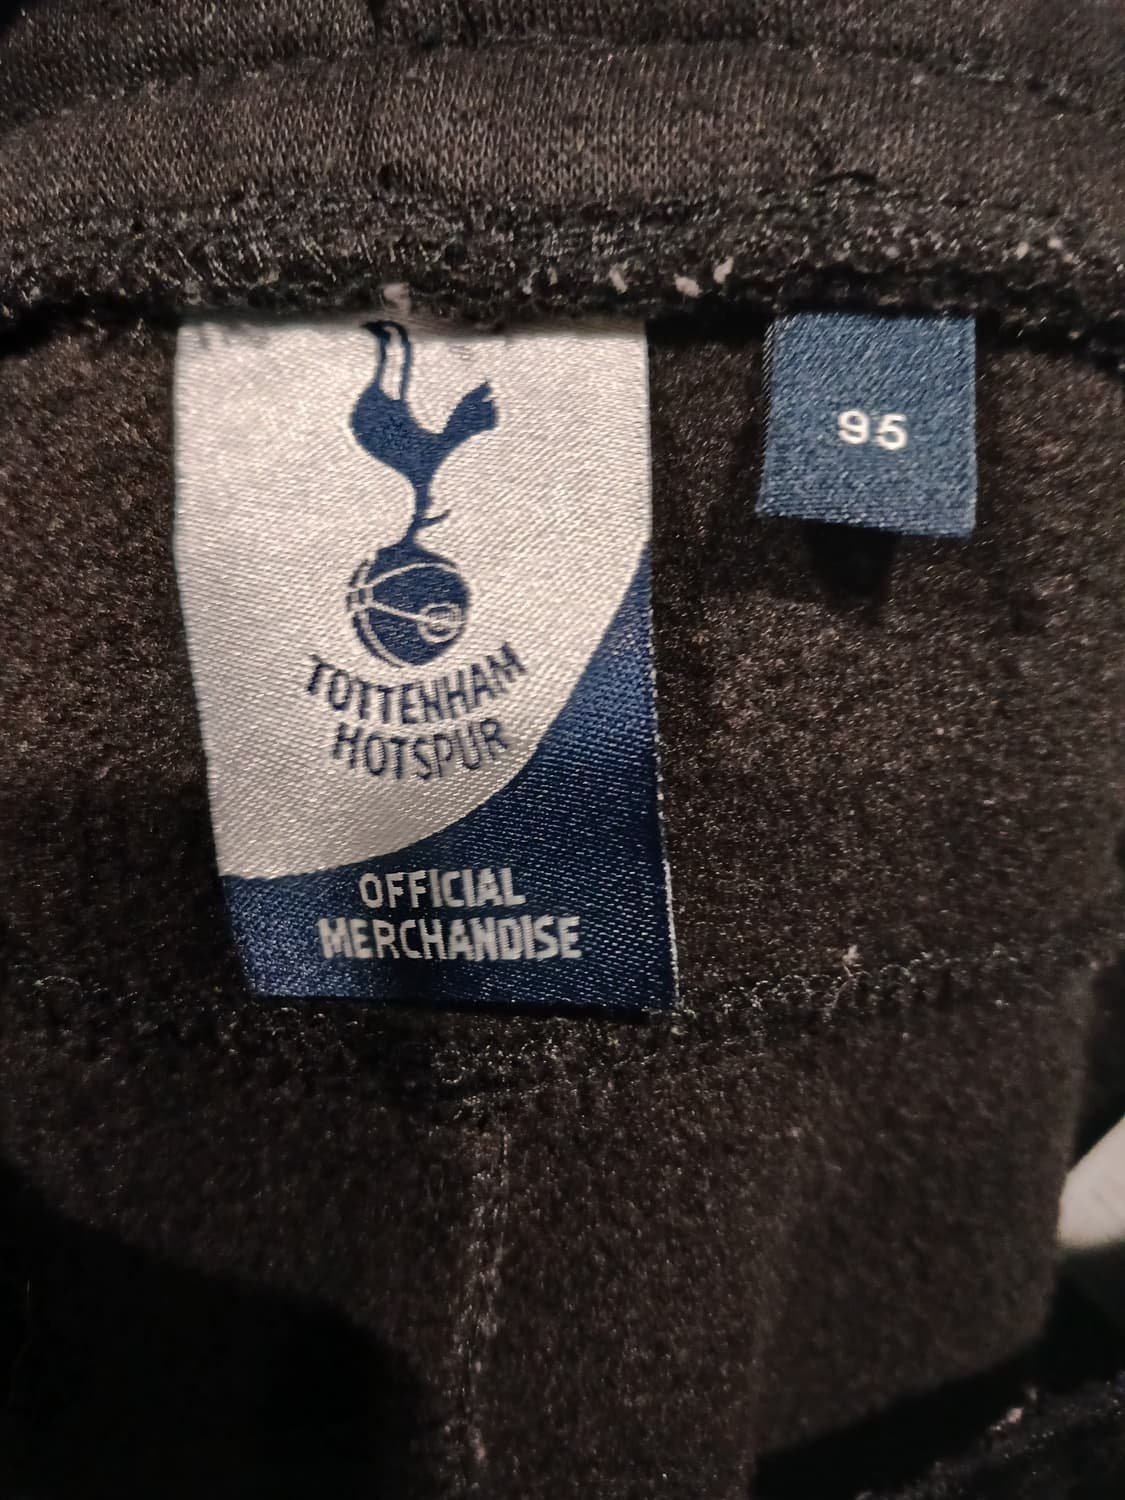 TOTTENHAM
HOTSPUR
OFFICIAL
MERCHANDISE
95